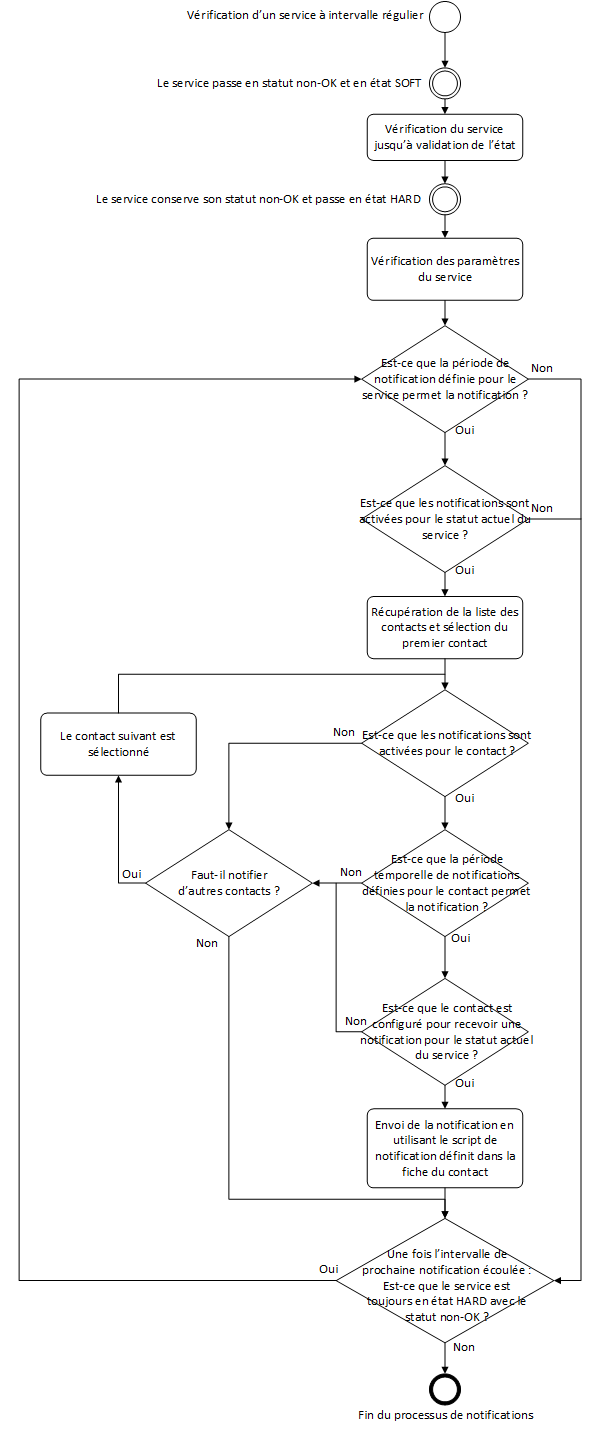 Vérification d'un service à intervalle régulier
Le service passe en statut non-OK et en état SOFT
Vérification du service
jusqu'à validation de l'état
Le service conserve son statut non-OK et passe en état HARD
Vérification des paramètres
du service
Est-ce que la période de
notification définie pour le
service permet la notification ?
Non
Oui
Est-ce que les notifications sont
activées pour le statut actuel du
service ?
Non
Oui
Récupération de la liste des
contacts et sélection du
premier contact
Le contact suivant est
sélectionné
Non
Est-ce que les notifications sont
activées pour le contact ?
Oui
Oui
Faut-il notifier
d'autres contacts ?
Non
Non
Est-ce que la période
temporelle de notifications
définies pour le contact permet
la notification ?
Oui
Non
Est-ce que le contact est
configuré pour recevoir une
notification pour le statut actuel
du service ?
Oui
Envoi de la notification en
utilisant le script de
notification définit dans la
fiche du contact
Oui
Une fois l'intervalle de
prochaine notification écoulée :
Est-ce que le service est
toujours en état HARD avec le
statut non-OK ?
Non
Fin du processus de notifications